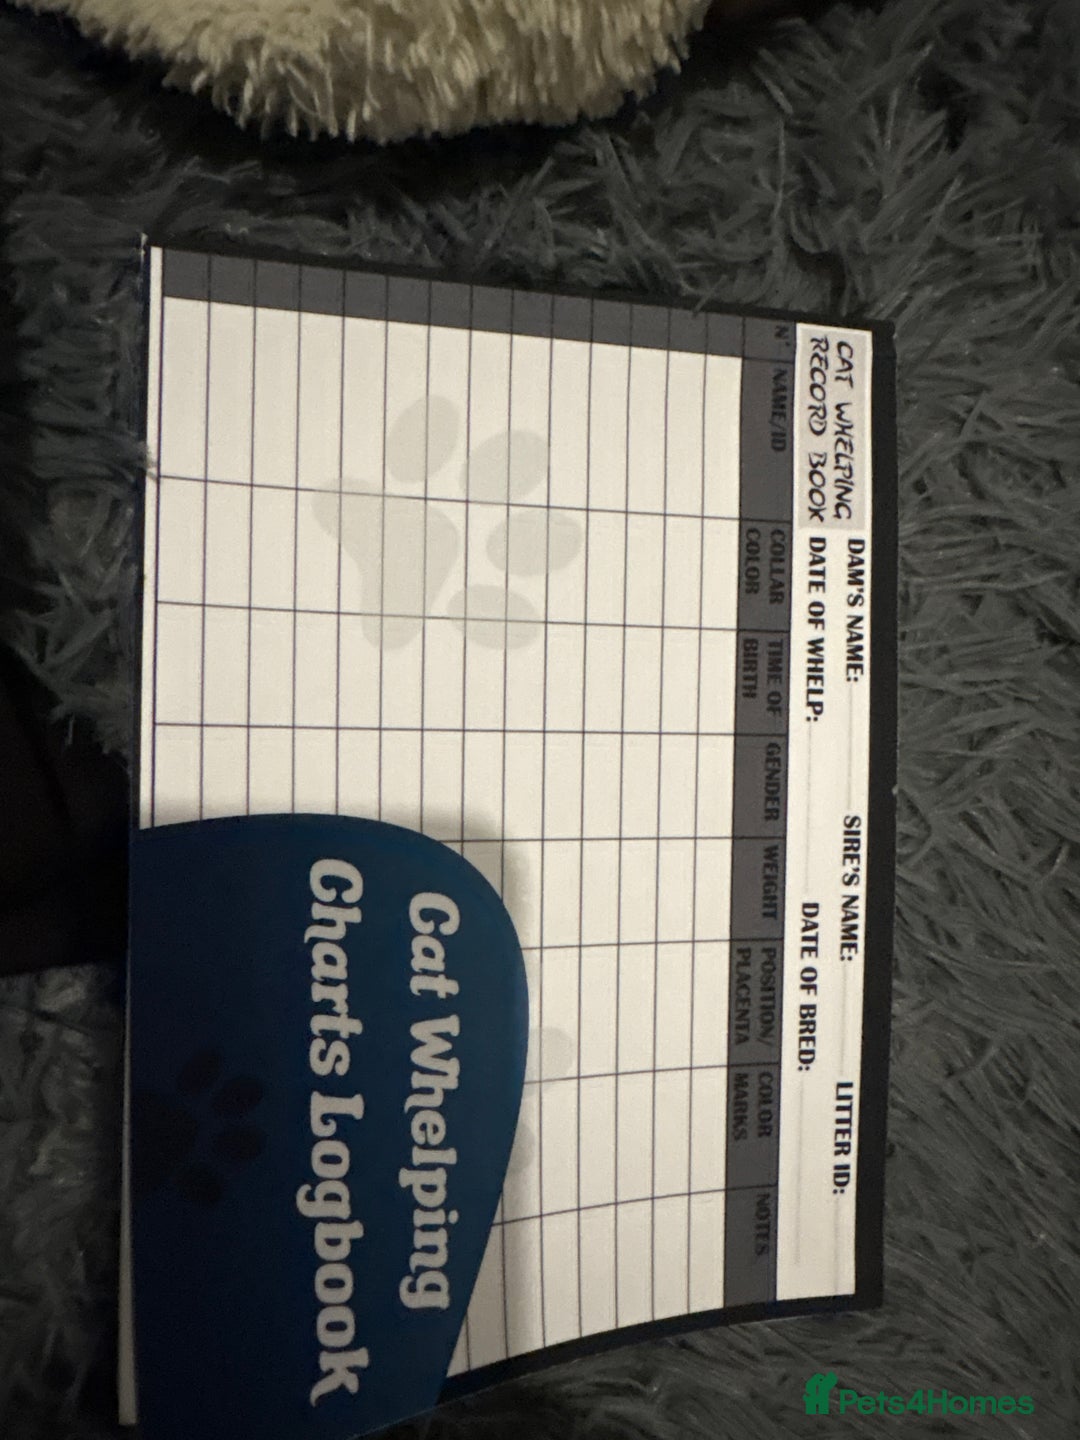 CAT WHELPING
RECORD BOOK
DAM'S NAME:
SIRE'S NAME:
LITTER ID:
DATE OF WHELP:
DATE OF BRED:
N°
NAME/ID
COLLAR
COLOR
TIME OF
BIRTH
GENDER
WEIGHT
POSITION/
PLACENTA
COLOR
MARKS
NOTES
Cat Whelping
Charts Logbook
Pets4Homes